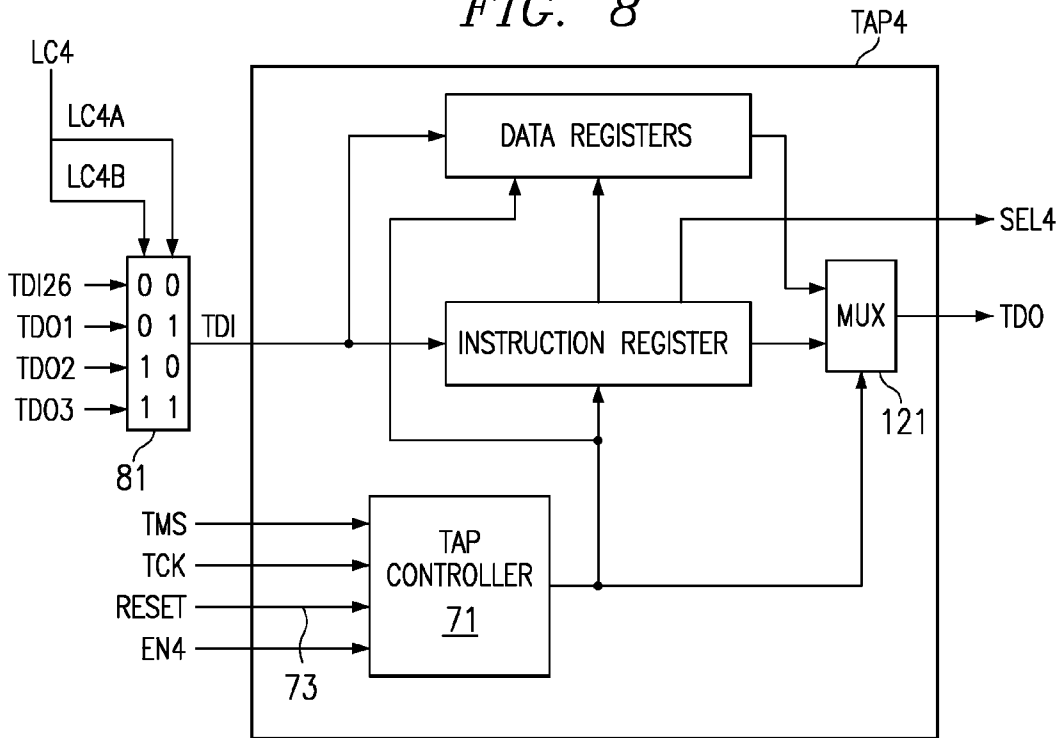 FIG. 8
TAP4
LC4
LC4A
LC4B
DATA REGISTERS
SEL4
TDI26
0 0
TDO1
0 1
TDI
TDO2
1 0
TDO3
1 1
INSTRUCTION REGISTER
MUX
TDO
121
81
TMS
TCK
RESET
EN4
TAP
CONTROLLER
71
73